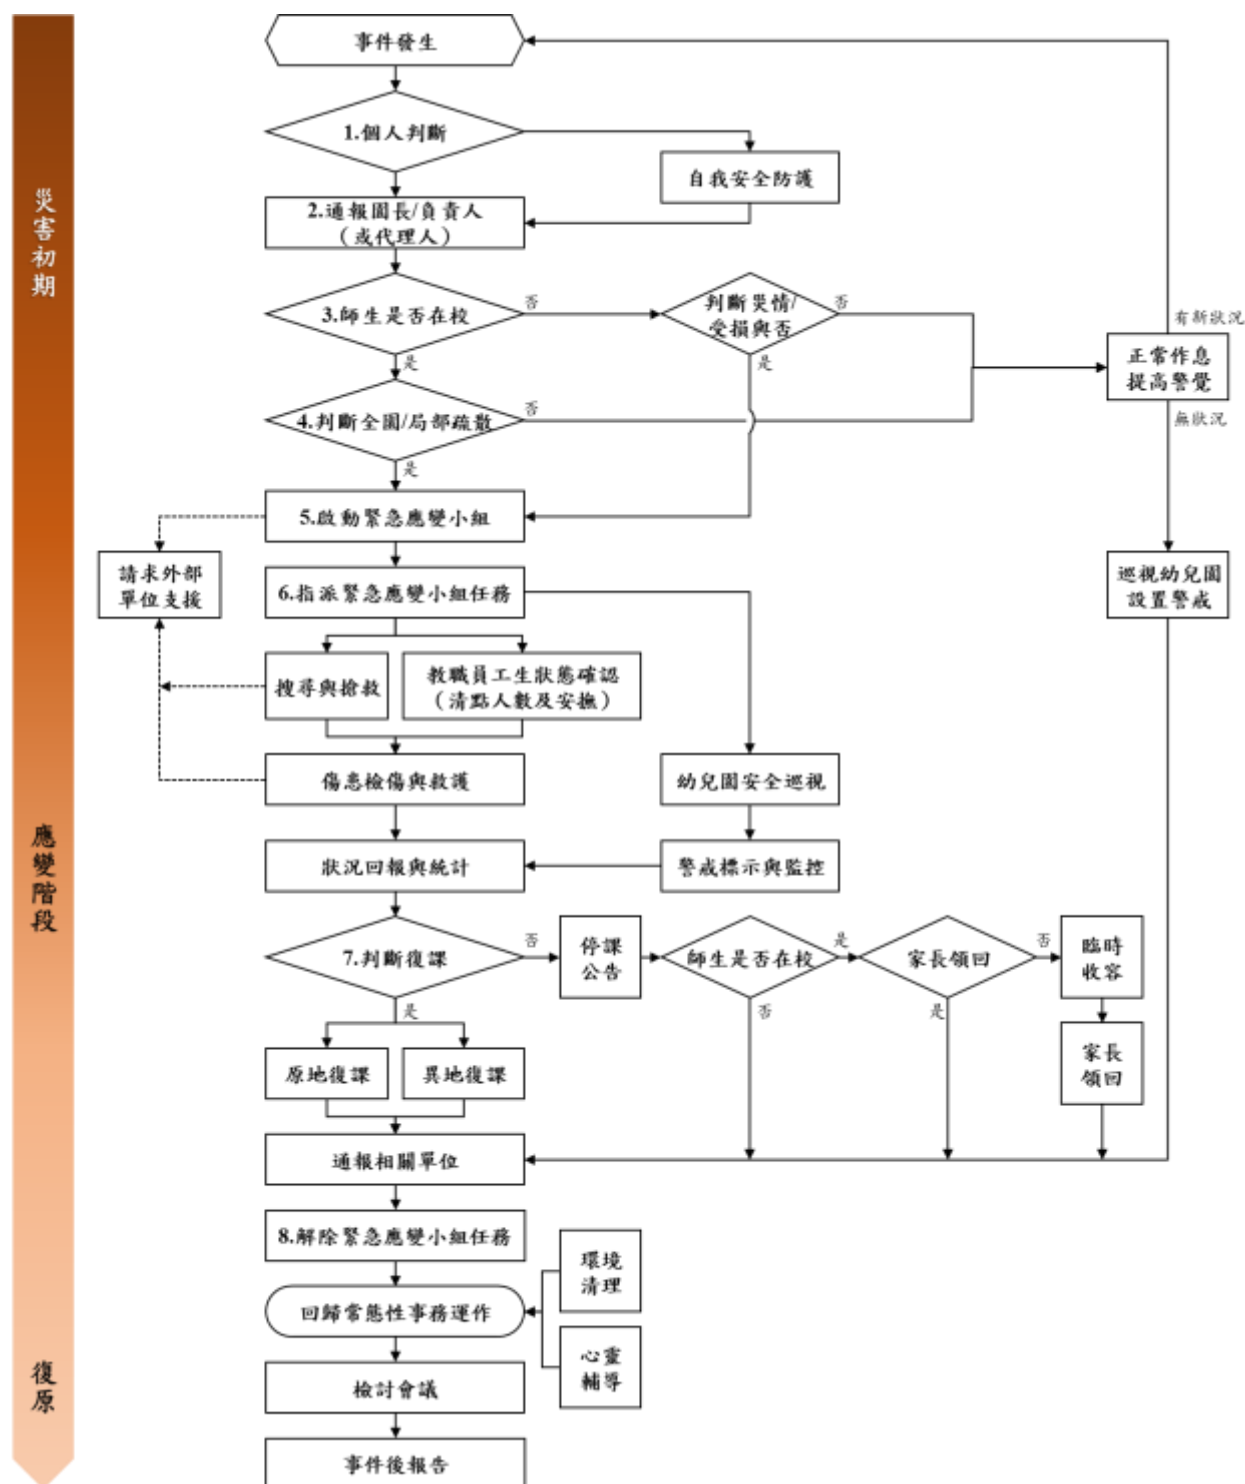 災害初期
應變階段
復原
事件發生
1.個人判斷
自我安全防護
2.通報園長/負責人
（或代理人）
3.師生是否在校
否
判斷災情/
受損與否
否
有新狀況
正常作息
提高警覺
是
是
無狀況
4.判斷全園/局部疏散
否
是
5.啟動緊急應變小組
請求外部
單位支援
6.指派緊急應變小組任務
巡視幼兒園
設置警戒
搜尋與搶救
教職員工生狀態確認
（清點人數及安撫）
傷患檢傷與救護
幼兒園安全巡視
狀況回報與統計
警戒標示與監控
7.判斷復課
否
停課
公告
師生是否在校
是
家長領回
否
臨時
收容
是
否
是
原地復課
異地復課
家長
領回
通報相關單位
8.解除緊急應變小組任務
環境
清理
回歸常態性事務運作
心靈
輔導
檢討會議
事件後報告